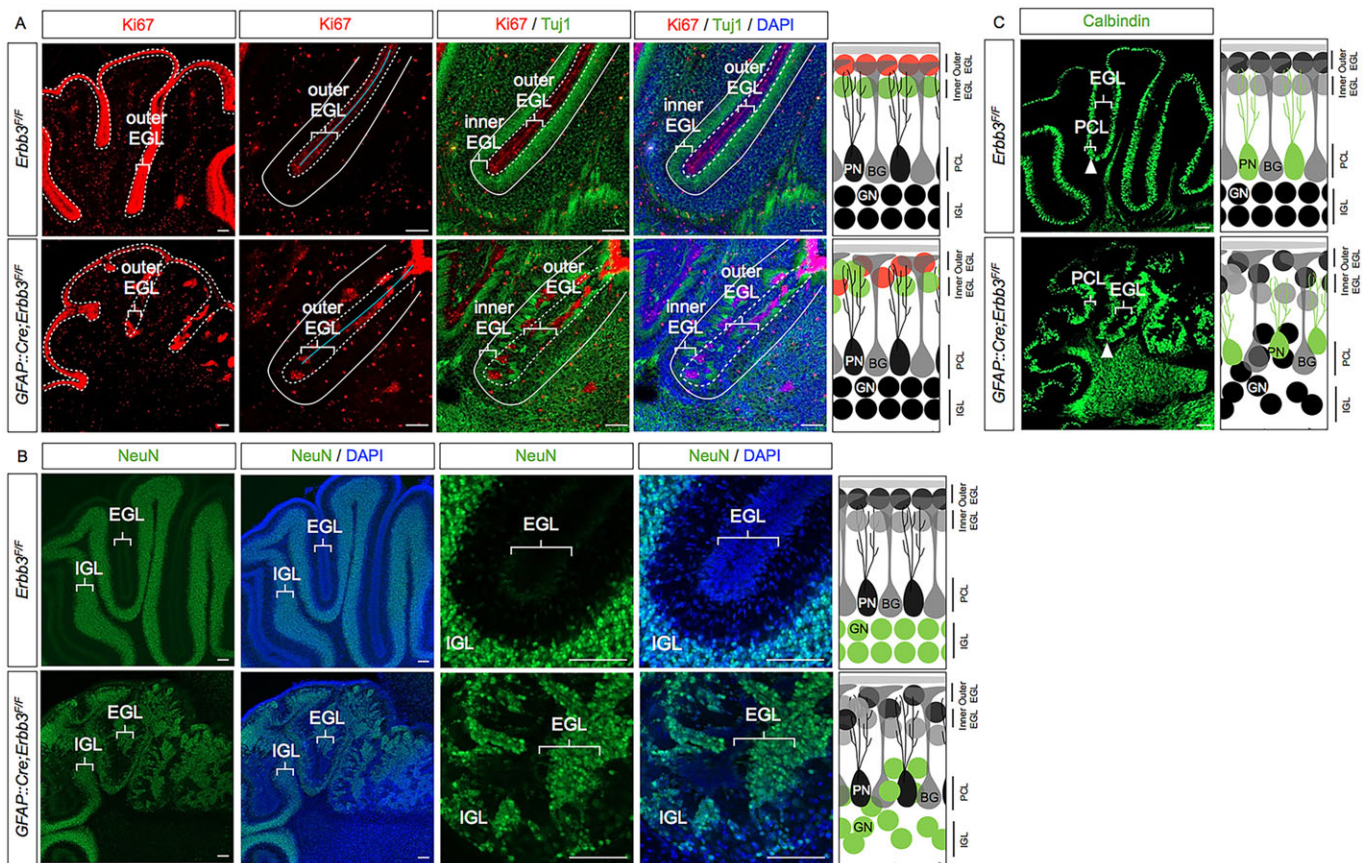 A
Ki67
Ki67
Ki67 / Tuj1
Ki67 / Tuj1 / DAPI
Erbb3F/F
outer
EGL
outer
EGL
outer
EGL
inner
EGL
outer
EGL
inner
EGL
PN
BG
GN
Outer
EGL
Inner
EGL
PCL
IGL
GFAP::Cre;Erbb3F/F
outer
EGL
outer
EGL
outer
EGL
inner
EGL
outer
EGL
inner
EGL
PN
BG
GN
Outer
EGL
Inner
EGL
PCL
IGL
C
Calbindin
Erbb3F/F
EGL
PCL
PN
BG
GN
Outer
EGL
Inner
EGL
PCL
IGL
GFAP::Cre;Erbb3F/F
PCL
EGL
PN
BG
GN
Outer
EGL
Inner
EGL
PCL
IGL
B
NeuN
NeuN / DAPI
NeuN
NeuN / DAPI
Erbb3F/F
EGL
IGL
EGL
IGL
EGL
IGL
EGL
IGL
PN
BG
GN
Outer
EGL
Inner
EGL
PCL
IGL
GFAP::Cre;Erbb3F/F
EGL
IGL
EGL
IGL
EGL
IGL
EGL
IGL
PN
BG
GN
Outer
EGL
Inner
EGL
PCL
IGL